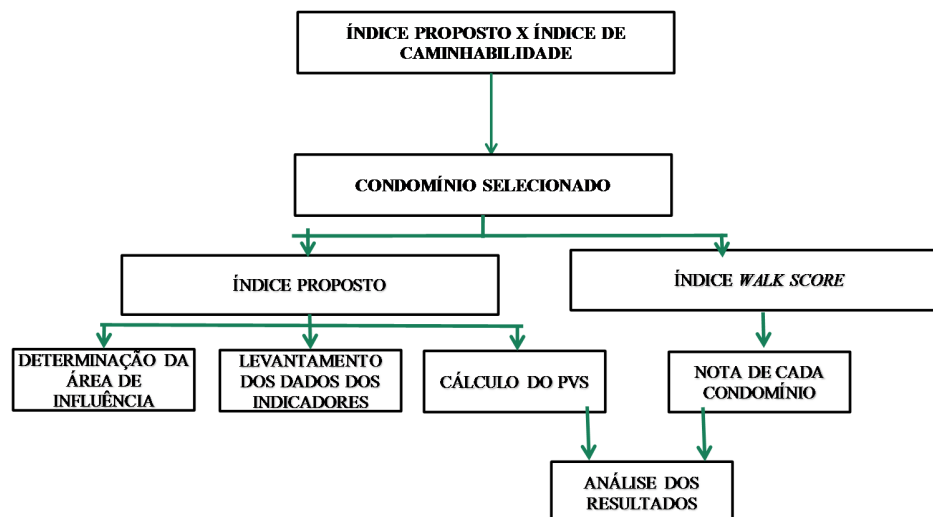 ÍNDICE PROPOSTO X ÍNDICE DE
CAMINHABILIDADE
CONDOMÍNIO SELECIONADO
ÍNDICE PROPOSTO
ÍNDICE WALK SCORE
DETERMINAÇÃO DA
ÁREA DE
INFLUÊNCIA
LEVANTAMENTO
DOS DADOS DOS
INDICADORES
CÁLCULO DO PVS
NOTA DE CADA
CONDOMÍNIO
ANÁLISE DOS
RESULTADOS